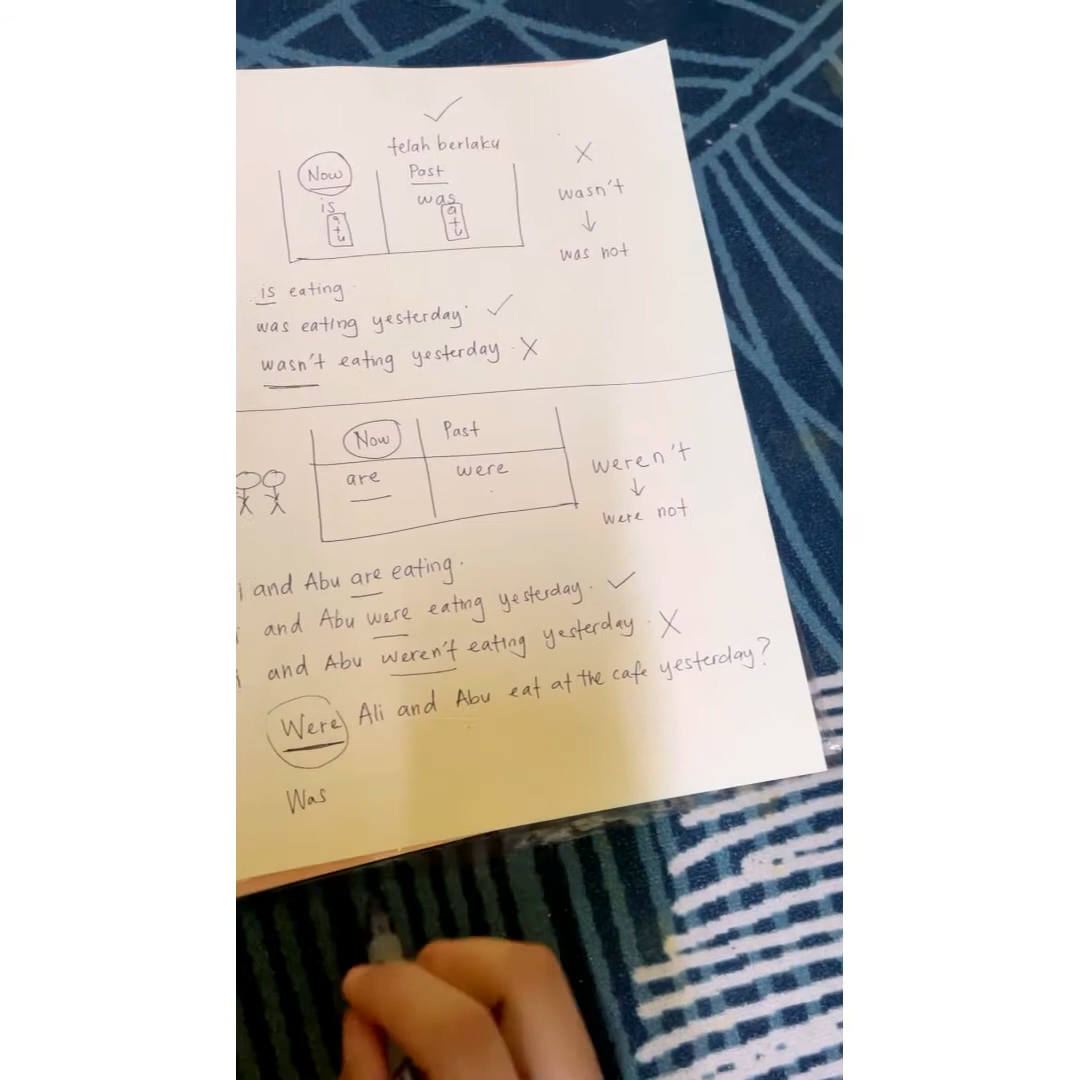 ✓
telah berlaku
Now
Past
X
is
was
wasn't
satu
satu
↓
was not
is eating.
was eating yesterday ✓
wasn't eating yesterday. X
Now
Past
are
were
weren't
↓
were not
i and Abu are eating.
i and Abu were eating yesterday. ✓
i and Abu weren't eating yesterday. X
Were Ali and Abu eat at the cafe yesterday?
Was